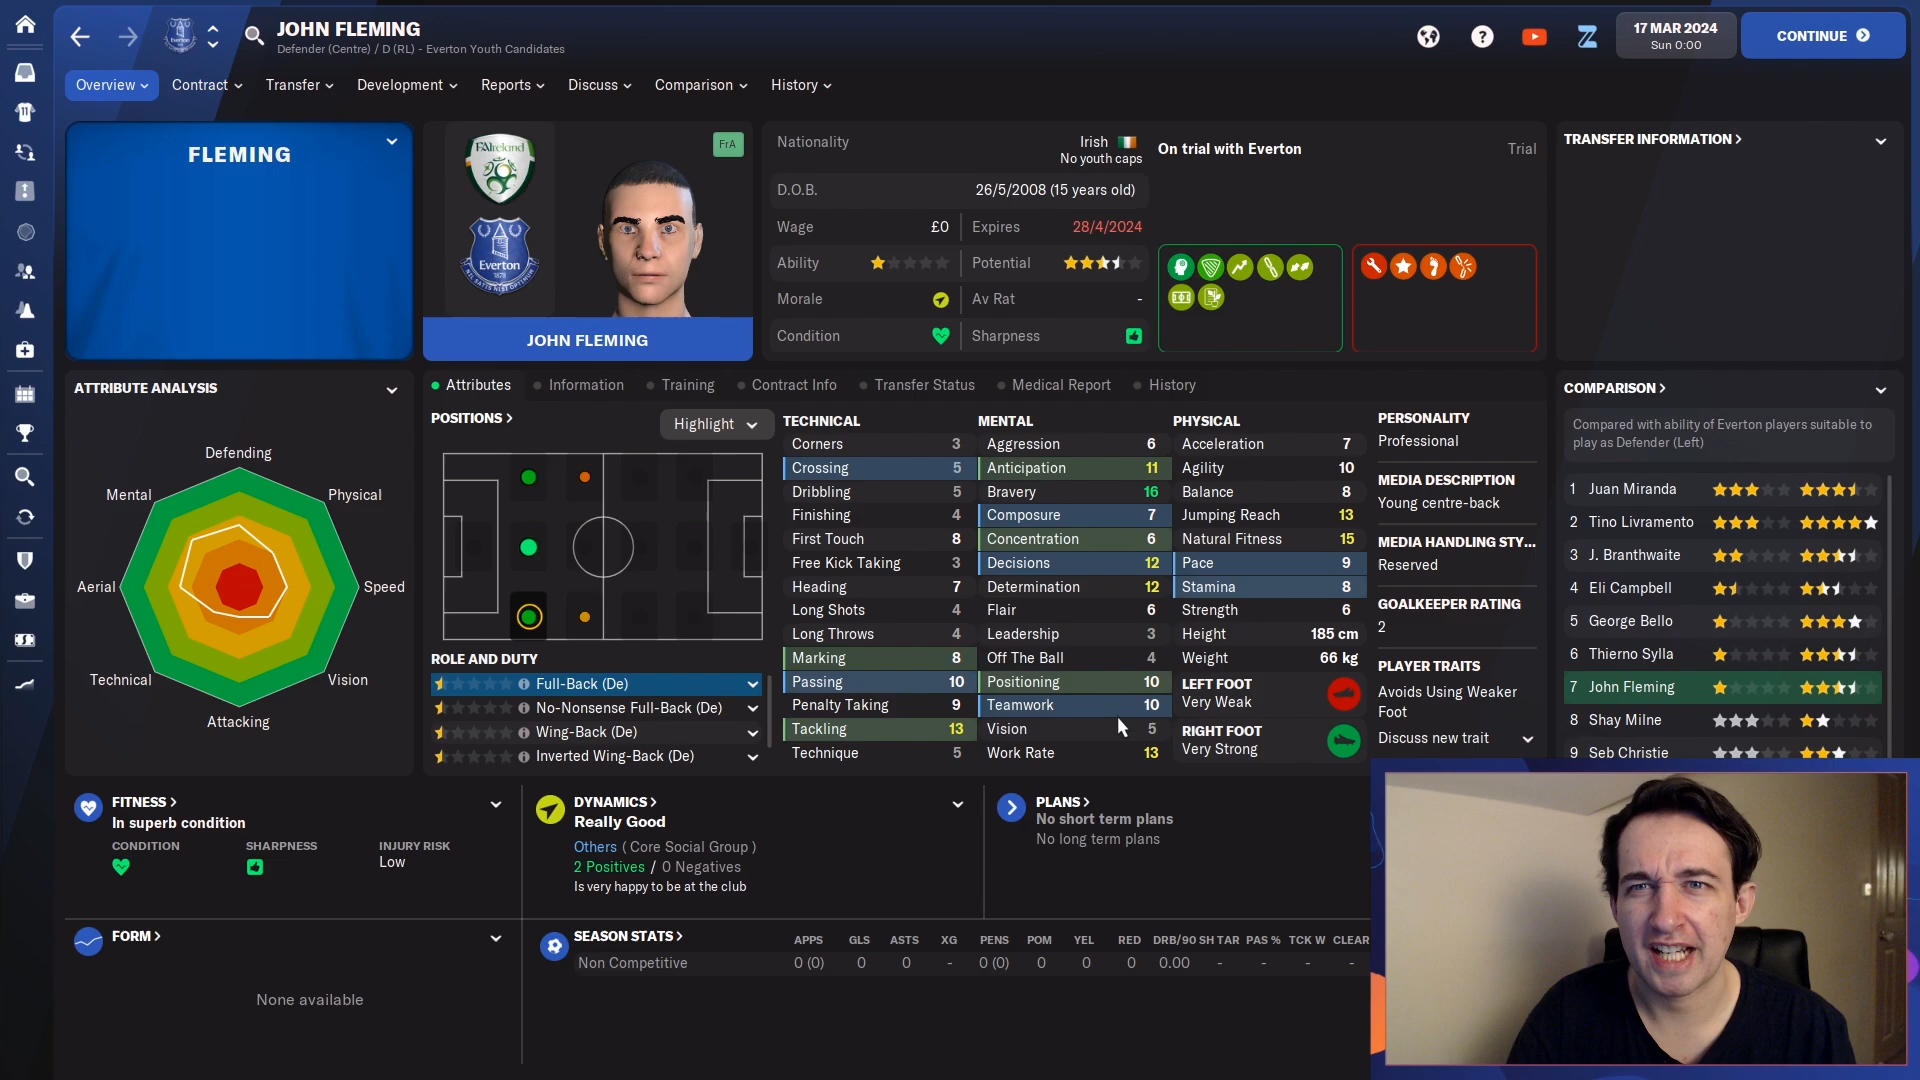 JOHN FLEMING
Defender (Centre) / D (RL) - Everton Youth Candidates
17 MAR 2024
Sun 0:00
CONTINUE
Overview
Contract
Transfer
Development
Reports
Discuss
Comparison
History
FLEMING
FAIreland
Everton
1878
FrA
JOHN FLEMING
Nationality
Irish
No youth caps
D.O.B.
26/5/2008 (15 years old)
Wage £0
Expires 28/4/2024
Ability
Potential
Morale
Av Rat -
Condition
Sharpness
On trial with Everton
Trial
TRANSFER INFORMATION >
ATTRIBUTE ANALYSIS
Defending
Physical
Speed
Vision
Attacking
Technical
Aerial
Mental
Attributes
Information
Training
Contract Info
Transfer Status
Medical Report
History
POSITIONS >
Highlight
ROLE AND DUTY
Full-Back (De)
No-Nonsense Full-Back (De)
Wing-Back (De)
Inverted Wing-Back (De)
TECHNICAL
Corners 3
Crossing 5
Dribbling 5
Finishing 4
First Touch 8
Free Kick Taking 3
Heading 7
Long Shots 4
Long Throws 4
Marking 8
Passing 10
Penalty Taking 9
Tackling 13
Technique 5
MENTAL
Aggression 6
Anticipation 11
Bravery 16
Composure 7
Concentration 6
Decisions 12
Determination 12
Flair 6
Leadership 3
Off The Ball 4
Positioning 10
Teamwork 10
Vision 5
Work Rate 13
PHYSICAL
Acceleration 7
Agility 10
Balance 8
Jumping Reach 13
Natural Fitness 15
Pace 9
Stamina 8
Strength 6
Height 185 cm
Weight 66 kg
LEFT FOOT
Very Weak
RIGHT FOOT
Very Strong
PERSONALITY
Professional
MEDIA DESCRIPTION
Young centre-back
MEDIA HANDLING STY...
Reserved
GOALKEEPER RATING
2
PLAYER TRAITS
Avoids Using Weaker
Foot
Discuss new trait
COMPARISON >
Compared with ability of Everton players suitable to
play as Defender (Left)
1 Juan Miranda
2 Tino Livramento
3 J. Branthwaite
4 Eli Campbell
5 George Bello
6 Thierno Sylla
7 John Fleming
8 Shay Milne
9 Seb Christie
FITNESS >
In superb condition
CONDITION
SHARPNESS
INJURY RISK
Low
DYNAMICS >
Really Good
Others ( Core Social Group )
2 Positives / 0 Negatives
Is very happy to be at the club
PLANS >
No short term plans
No long term plans
FORM >
None available
SEASON STATS >
APPS GLS ASTS XG PENS POM YEL RED DRB/90 SH TAR PAS % TCK W CLEAR
Non Competitive 0 (0) 0 0 - 0 (0) 0 0 0 0.00 - - - -